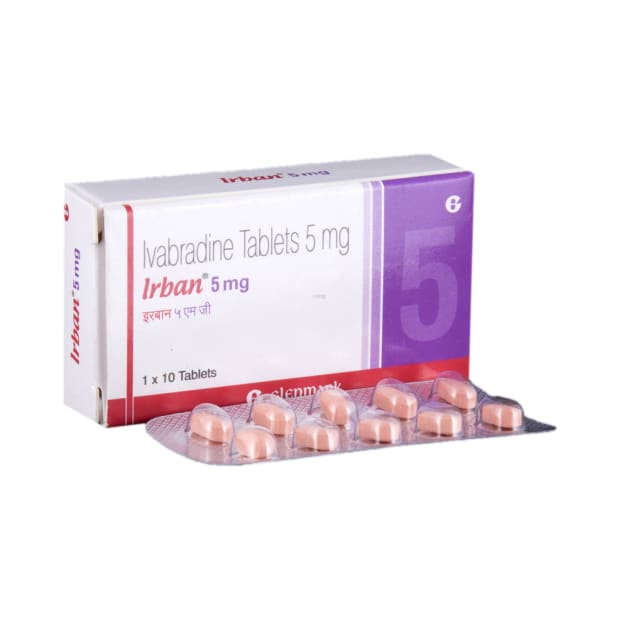 Irban® 5 mg
Irban® 5 mg
Ivabradine Tablets 5 mg
Irban® 5 mg
इरबान ५ एम जी
1 x 10 Tablets
5
glenmark